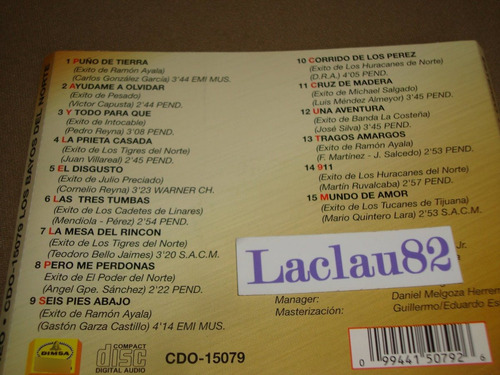 1 PUÑO DE TIERRA
(Exito de Ramón Ayala)
(Carlos González García) 3'44 EMI MUS.
2 AYUDAME A OLVIDAR
(Exito de Pesado)
(Victor Capusta) 2'44 PEND.
3 Y TODO PARA QUE
(Exito de Intocable)
(Pedro Reyna) 3'08 PEND.
4 LA PRIETA CASADA
(Exito de Los Tigres del Norte)
(Juan Villareal) 2'45 PEND.
5 EL DISGUSTO
(Exito de Julio Preciado)
(Cornelio Reyna) 3'23 WARNER CH.
6 LAS TRES TUMBAS
(Exito de Los Cadetes de Linares)
(Mendiola - Pérez) 2'54 PEND.
7 LA MESA DEL RINCON
(Exito de Los Tigres del Norte)
(Teodoro Bello Jaimes) 3'20 S.A.C.M.
8 PERO ME PERDONAS
(Exito de El Poder del Norte)
(Angel Gpe. Sánchez) 2'22 PEND.
9 SEIS PIES ABAJO
(Exito de Ramón Ayala)
(Gastón Garza Castillo) 4'14 EMI MUS.
10 CORRIDO DE LOS PEREZ
(Exito de Los Huracanes de Norte)
(D.R.A.) 4'05 PEND.
11 CRUZ DE MADERA
(Exito de Michael Salgado)
(Luis Méndez Almeyor) 3'45 PEND.
12 UNA AVENTURA
(Exito de Banda La Costeña)
(José Silva) 3'45 PEND.
13 TRAGOS AMARGOS
(Exito de Ramón Ayala)
(F. Martinez - J. Salcedo) 2'53 PEND.
14 911
(Exito de Los Huracanes del Norte)
(Martín Ruvalcaba) 2'57 PEND.
15 MUNDO DE AMOR
(Exito de Los Tucanes de Tijuana)
(Mario Quintero Lara) 2'53 S.A.C.M.
Jr.
Laclau82
Manager: Daniel Melgoza Herrera
Masterización: Guillermo/Eduardo Es
DIMSA
COMPACT
disc
DIGITAL AUDIO
CDO-15079
0 99441 50792 6
CDO-15079 LOS RAYOS DEL NORTE